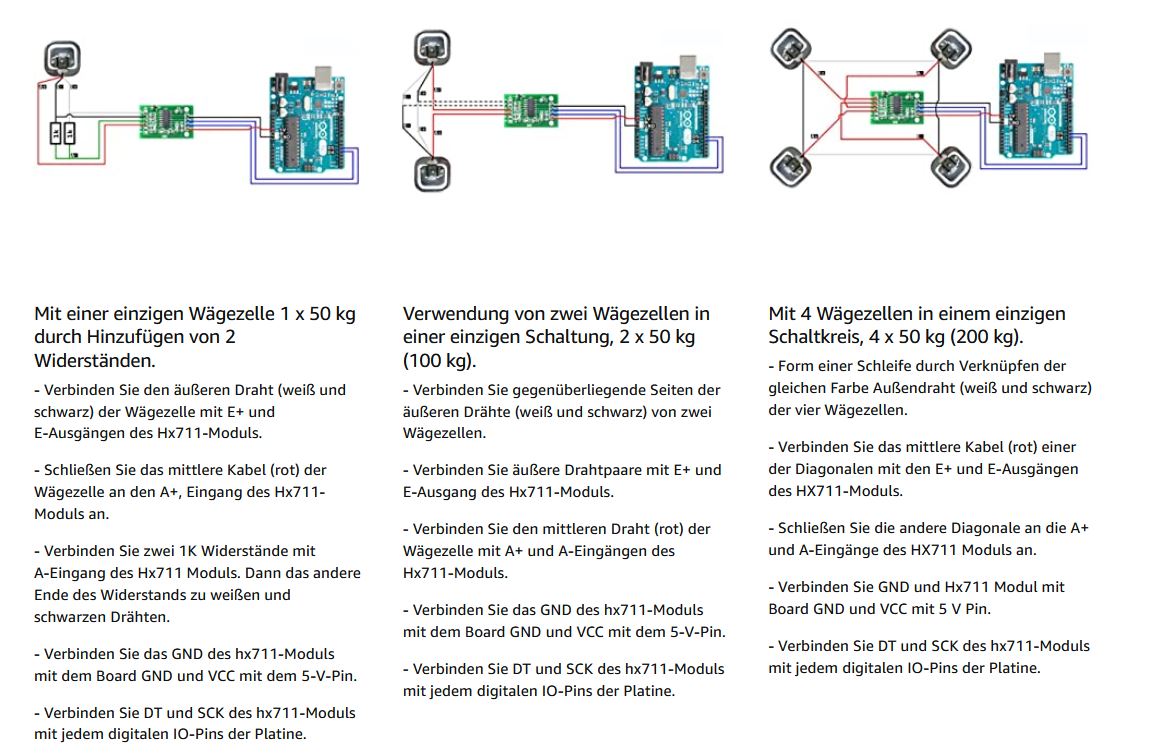 Mit einer einzigen Wägezelle 1 x 50 kg
durch Hinzufügen von 2
Widerständen.
- Verbinden Sie den äußeren Draht (weiß und
schwarz) der Wägezelle mit E+ und
E-Ausgängen des Hx711-Moduls.
- Schließen Sie das mittlere Kabel (rot) der
Wägezelle an den A+, Eingang des Hx711-
Moduls an.
- Verbinden Sie zwei 1K Widerstände mit
A-Eingang des Hx711 Moduls. Dann das andere
Ende des Widerstands zu weißen und
schwarzen Drähten.
- Verbinden Sie das GND des hx711-Moduls
mit dem Board GND und VCC mit dem 5-V-Pin.
- Verbinden Sie DT und SCK des hx711-Moduls
mit jedem digitalen IO-Pins der Platine.
Verwendung von zwei Wägezellen in
einer einzigen Schaltung, 2 x 50 kg
(100 kg).
- Verbinden Sie gegenüberliegende Seiten der
äußeren Drähte (weiß und schwarz) von zwei
Wägezellen.
- Verbinden Sie äußere Drahtpaare mit E+ und
E-Ausgang des Hx711-Moduls.
- Verbinden Sie den mittleren Draht (rot) der
Wägezelle mit A+ und A-Eingängen des
Hx711-Moduls.
- Verbinden Sie das GND des hx711-Moduls
mit dem Board GND und VCC mit dem 5-V-Pin.
- Verbinden Sie DT und SCK des hx711-Moduls
mit jedem digitalen IO-Pins der Platine.
Mit 4 Wägezellen in einem einzigen
Schaltkreis, 4 x 50 kg (200 kg).
- Form einer Schleife durch Verknüpfen der
gleichen Farbe Außendraht (weiß und schwarz)
der vier Wägezellen.
- Verbinden Sie das mittlere Kabel (rot) einer
der Diagonalen mit den E+ und E-Ausgängen
des HX711-Moduls.
- Schließen Sie die andere Diagonale an die A+
und A-Eingänge des HX711 Moduls an.
- Verbinden Sie GND und Hx711 Modul mit
Board GND und VCC mit 5 V Pin.
- Verbinden Sie DT und SCK des hx711-Moduls
mit jedem digitalen IO-Pins der Platine.